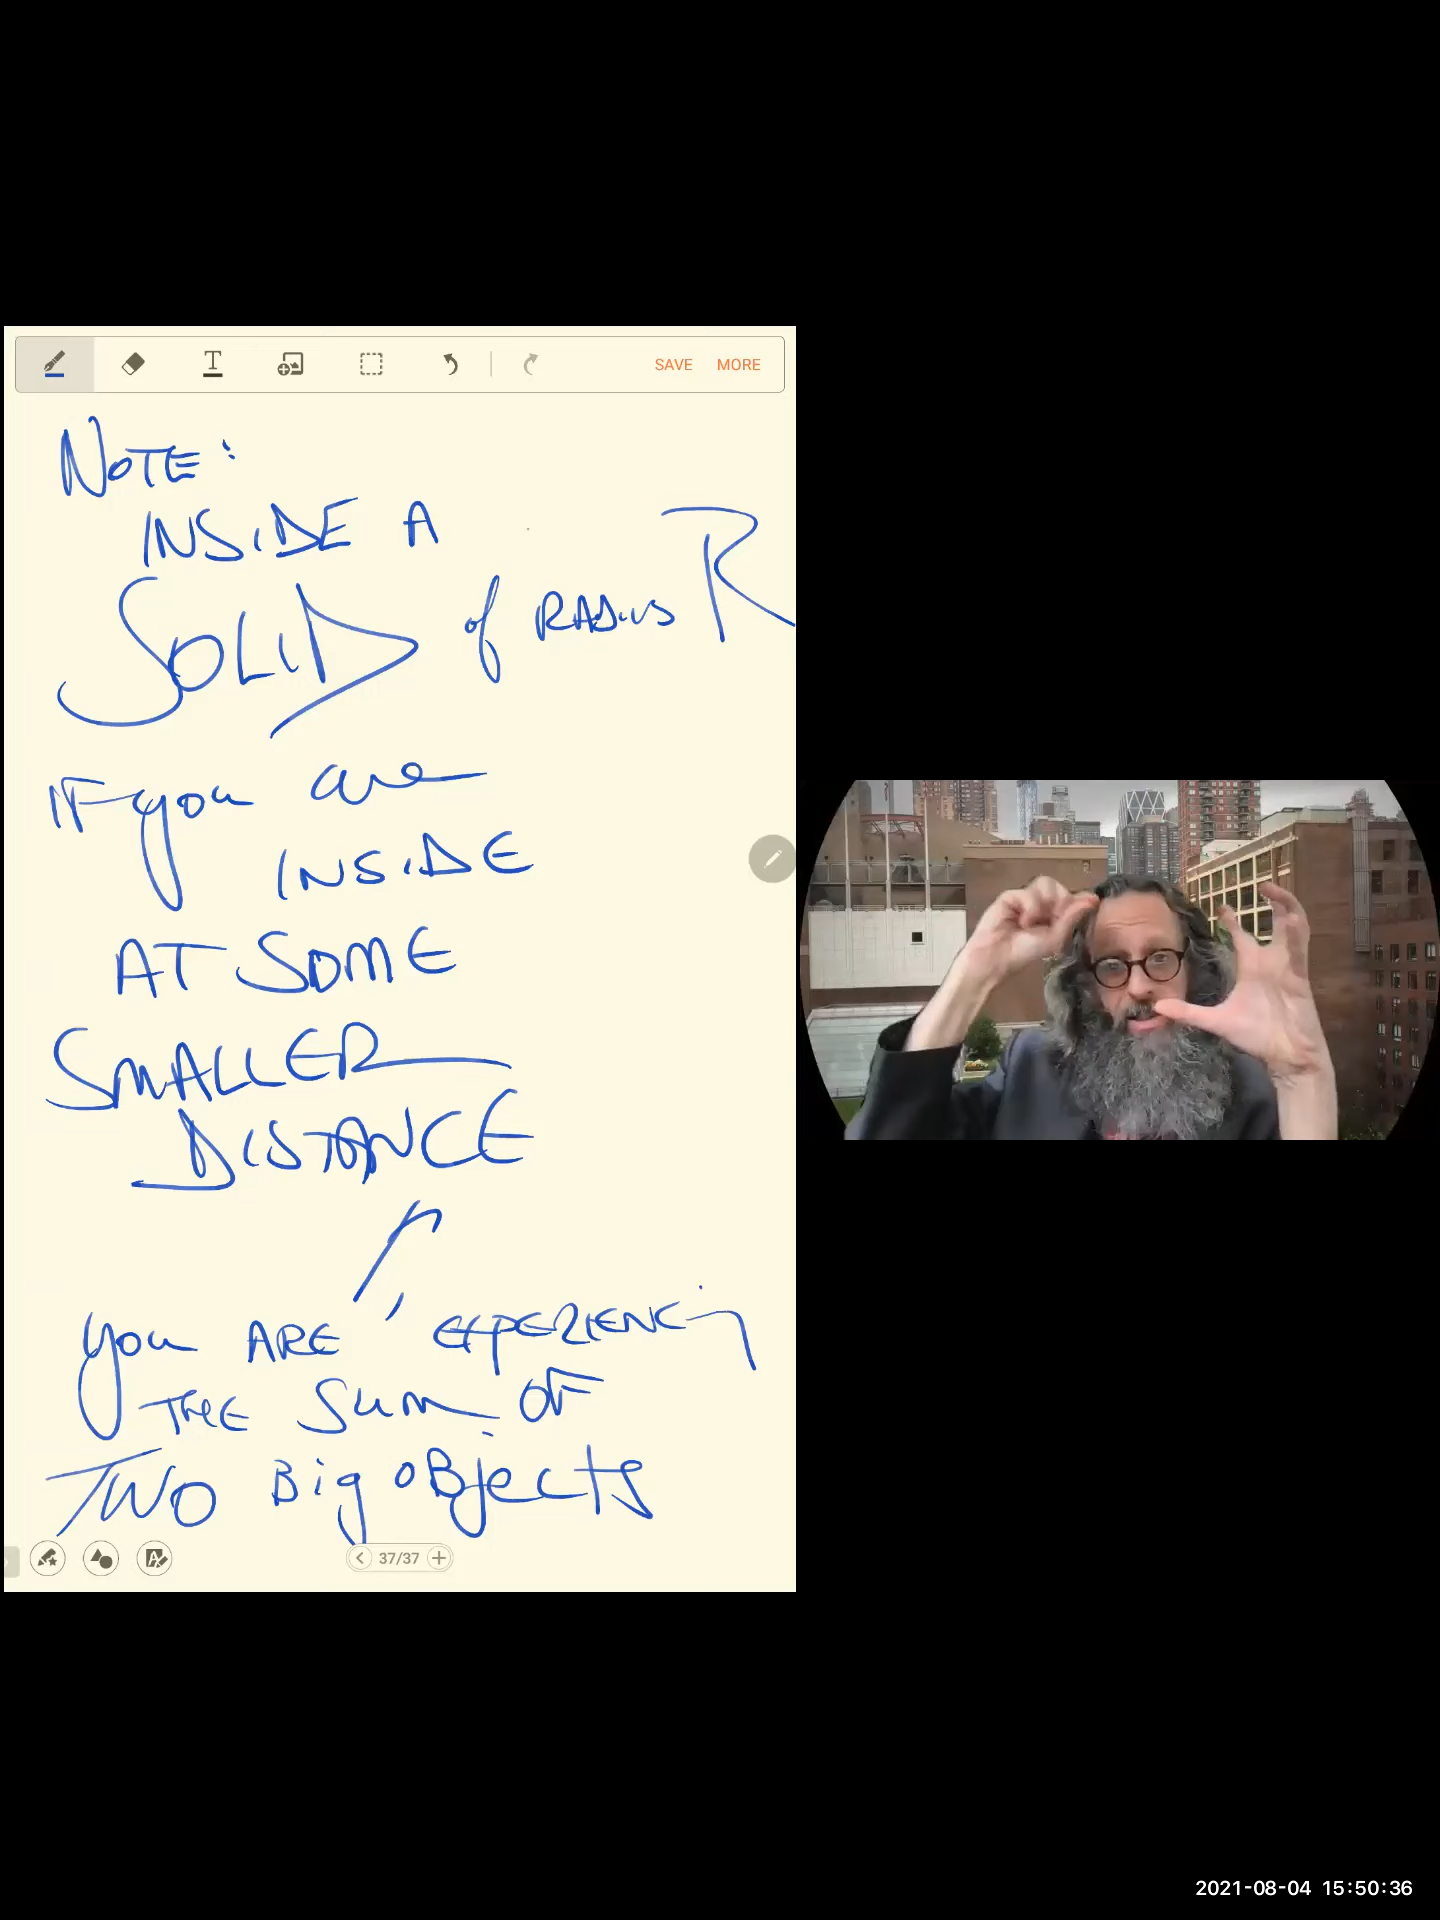 SAVE MORE
NOTE:
INSIDE A
SOLID of RADIUS R
IF you are
INSIDE
AT SOME
SMALLER
DISTANCE
you ARE, EXPERIENCing
THE Sum OF
TWO Big oBjects
37/37
2021-08-04 15:50:36